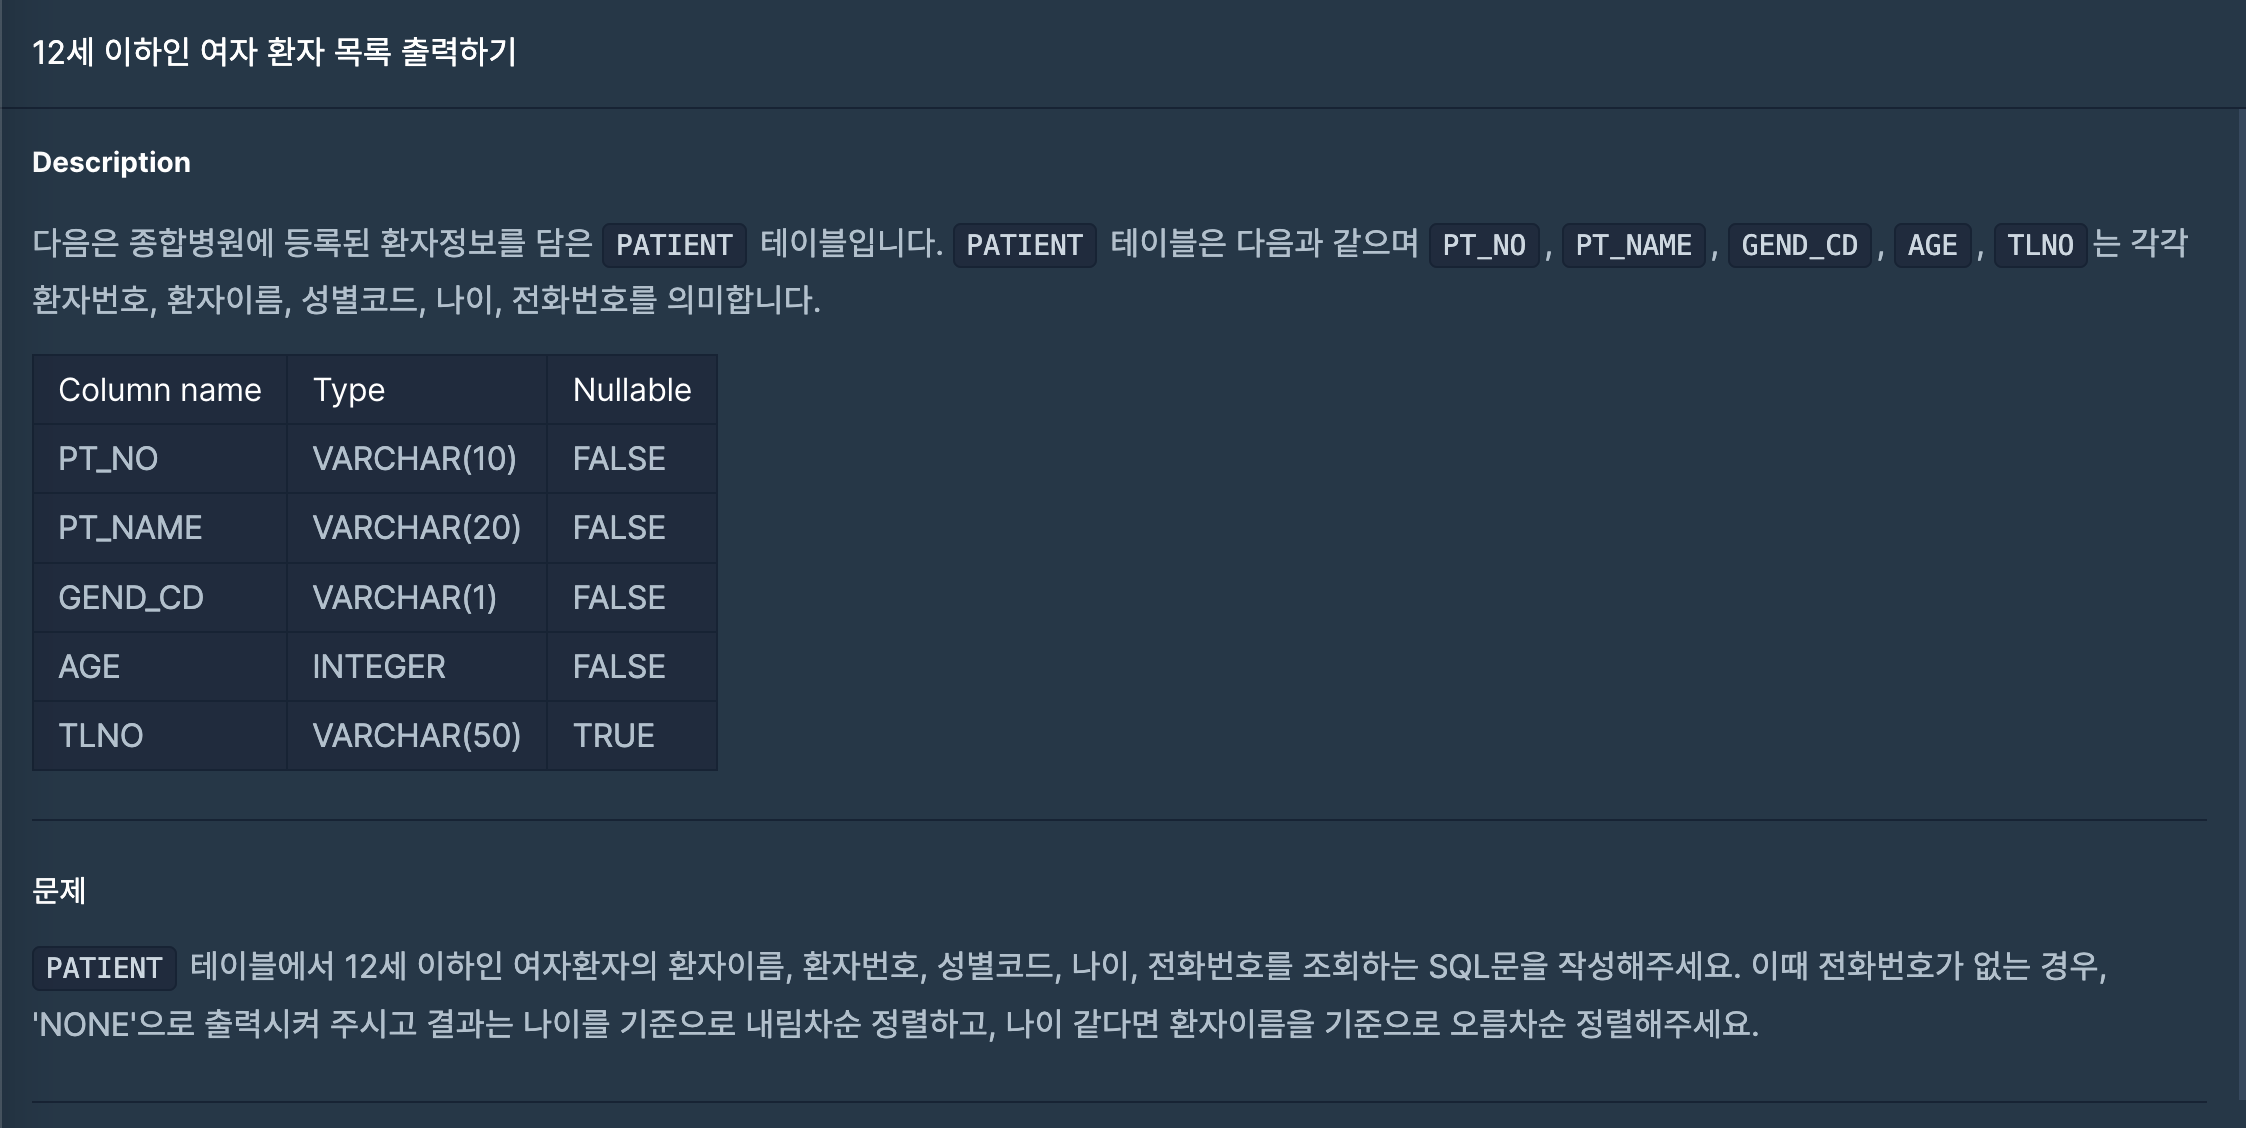 12세 이하인 여자 환자 목록 출력하기
Description
다음은 종합병원에 등록된 환자정보를 담은 PATIENT 테이블입니다. PATIENT 테이블은 다음과 같으며 PT_NO, PT_NAME, GEND_CD, AGE, TLNO는 각각
환자번호, 환자이름, 성별코드, 나이, 전화번호를 의미합니다.
Column name Type Nullable
PT_NO VARCHAR(10) FALSE
PT_NAME VARCHAR(20) FALSE
GEND_CD VARCHAR(1) FALSE
AGE INTEGER FALSE
TLNO VARCHAR(50) TRUE
문제
PATIENT 테이블에서 12세 이하인 여자환자의 환자이름, 환자번호, 성별코드, 나이, 전화번호를 조회하는 SQL문을 작성해주세요. 이때 전화번호가 없는 경우,
'NONE'으로 출력시켜 주시고 결과는 나이를 기준으로 내림차순 정렬하고, 나이 같다면 환자이름을 기준으로 오름차순 정렬해주세요.